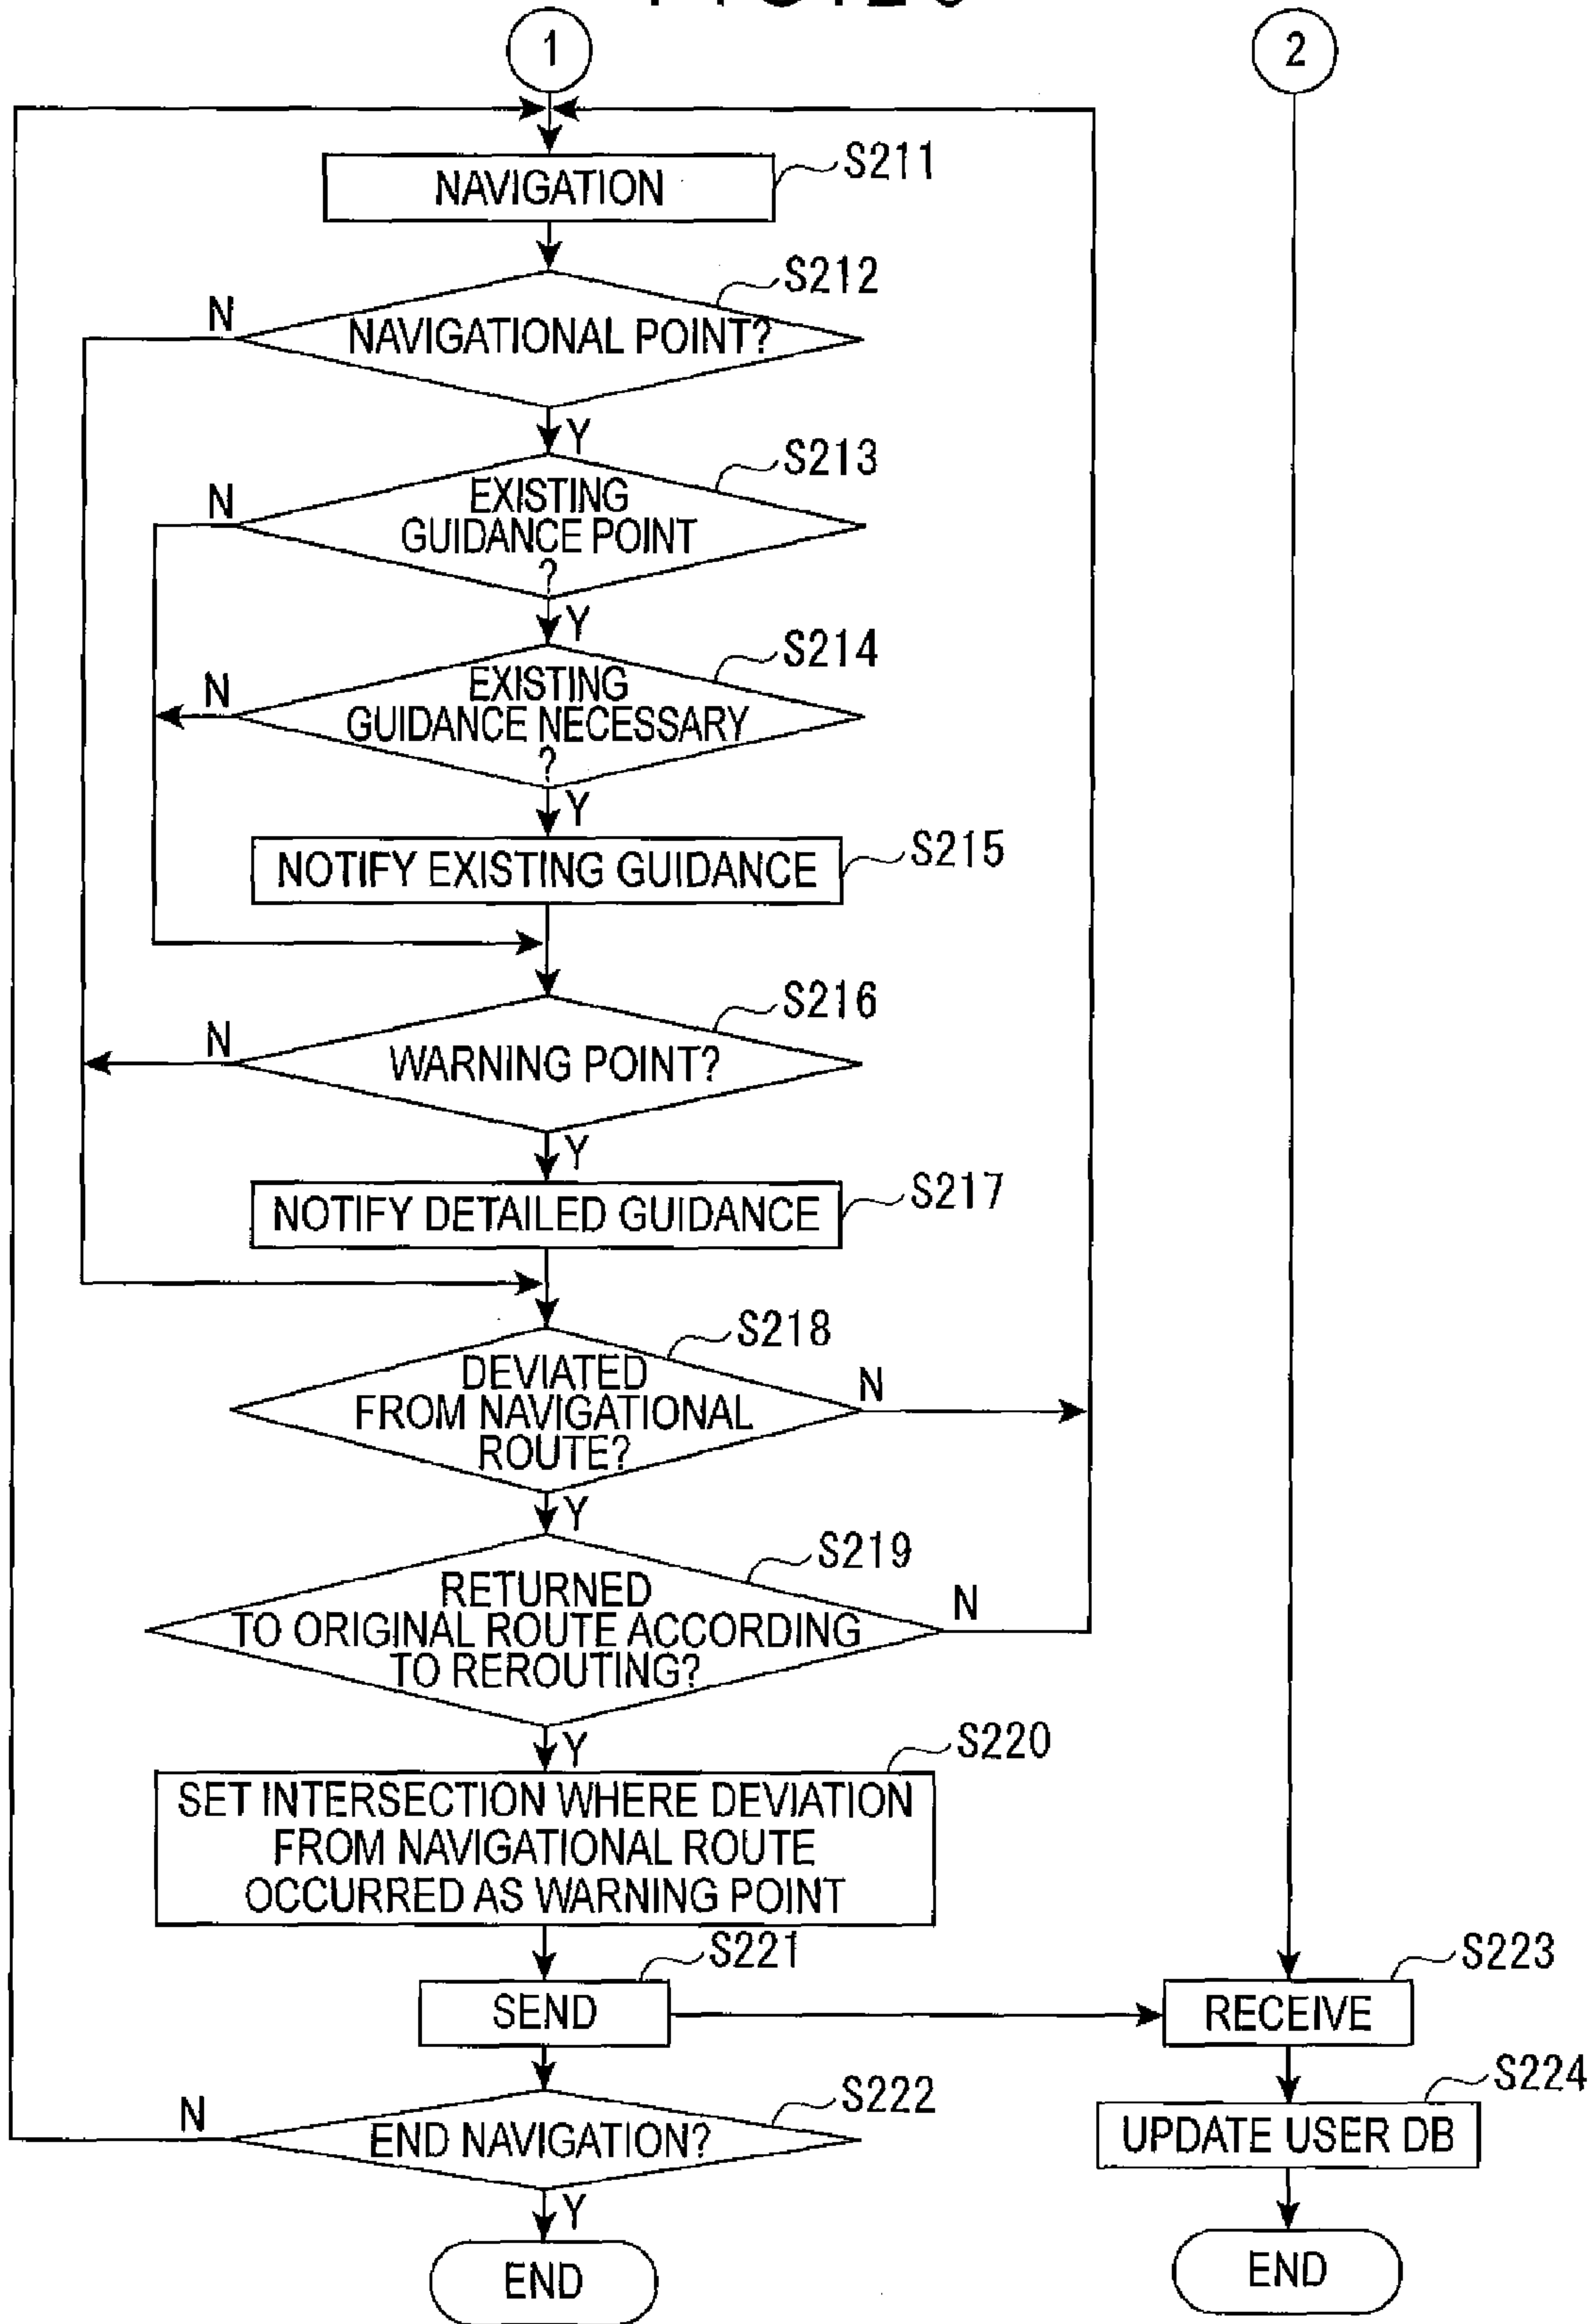 1
2
NAVIGATION
S211
NAVIGATIONAL POINT?
S212
N
Y
EXISTING
GUIDANCE POINT
?
S213
N
Y
EXISTING
GUIDANCE NECESSARY
?
S214
N
Y
NOTIFY EXISTING GUIDANCE
S215
WARNING POINT?
S216
N
Y
NOTIFY DETAILED GUIDANCE
S217
DEVIATED
FROM NAVIGATIONAL
ROUTE?
S218
N
Y
RETURNED
TO ORIGINAL ROUTE ACCORDING
TO REROUTING?
S219
N
Y
SET INTERSECTION WHERE DEVIATION
FROM NAVIGATIONAL ROUTE
OCCURRED AS WARNING POINT
S220
SEND
S221
RECEIVE
S223
END NAVIGATION?
S222
N
Y
UPDATE USER DB
S224
END
END